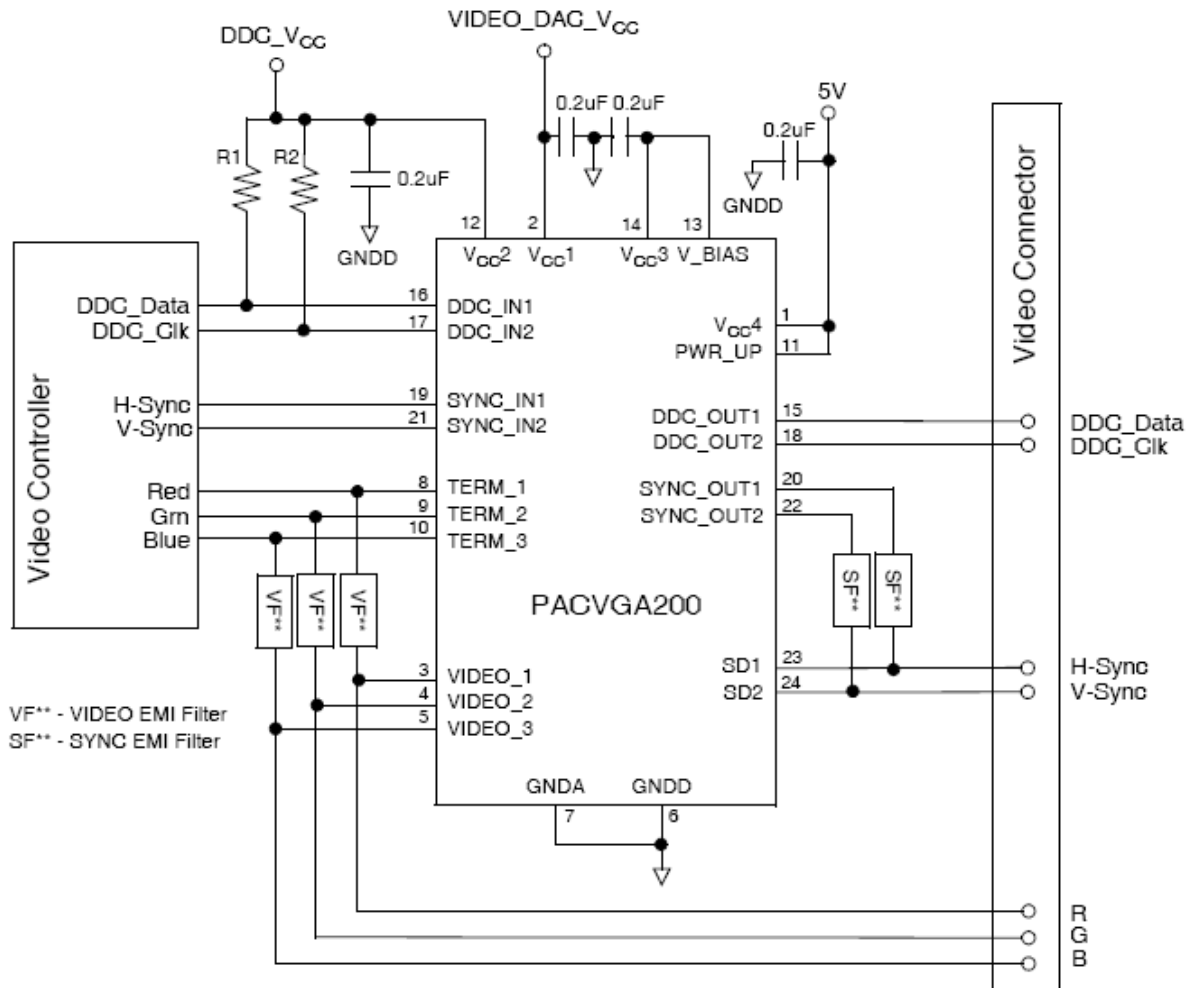 VIDEO_DAC_VCC
DDC_VCC
5V
0.2uF 0.2uF
0.2uF
R1 R2
0.2uF
GNDD
GNDD
12 2 14 13
VCC2 VCC1 VCC3 V_BIAS
Video Controller
Video Connector
DDC_Data 16 DDC_IN1
DDC_Clk 17 DDC_IN2
VCC4 1
PWR_UP 11
H-Sync 19 SYNC_IN1
V-Sync 21 SYNC_IN2
DDC_OUT1 15 DDC_Data
DDC_OUT2 18 DDC_Clk
Red 8 TERM_1
Grn 9 TERM_2
Blue 10 TERM_3
SYNC_OUT1 20
SYNC_OUT2 22
VF** VF** VF**
SF** SF**
PACVGA200
3 VIDEO_1
4 VIDEO_2
5 VIDEO_3
SD1 23 H-Sync
SD2 24 V-Sync
VF** - VIDEO EMI Filter
SF** - SYNC EMI Filter
GNDA GNDD
7 6
R
G
B